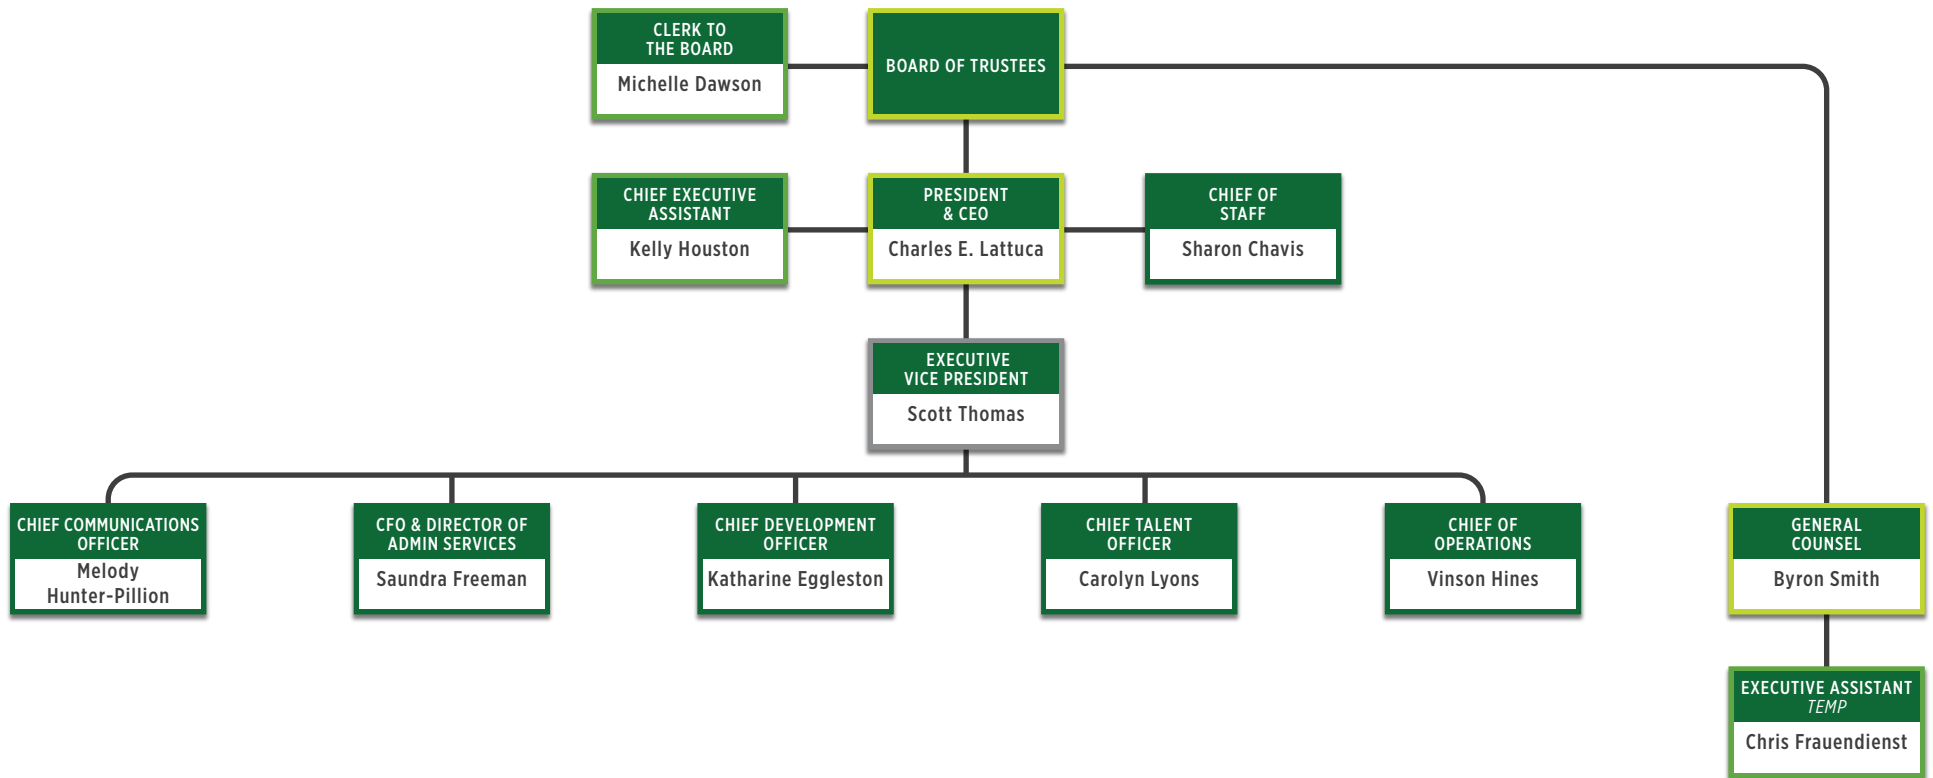 CLERK TO
THE BOARD
Michelle Dawson
BOARD OF TRUSTEES
CHIEF EXECUTIVE
ASSISTANT
Kelly Houston
PRESIDENT
& CEO
Charles E. Lattuca
CHIEF OF
STAFF
Sharon Chavis
EXECUTIVE
VICE PRESIDENT
Scott Thomas
CHIEF COMMUNICATIONS
OFFICER
Melody
Hunter-Pillion
CFO & DIRECTOR OF
ADMIN SERVICES
Saundra Freeman
CHIEF DEVELOPMENT
OFFICER
Katharine Eggleston
CHIEF TALENT
OFFICER
Carolyn Lyons
CHIEF OF
OPERATIONS
Vinson Hines
GENERAL
COUNSEL
Byron Smith
EXECUTIVE ASSISTANT
TEMP
Chris Frauendienst